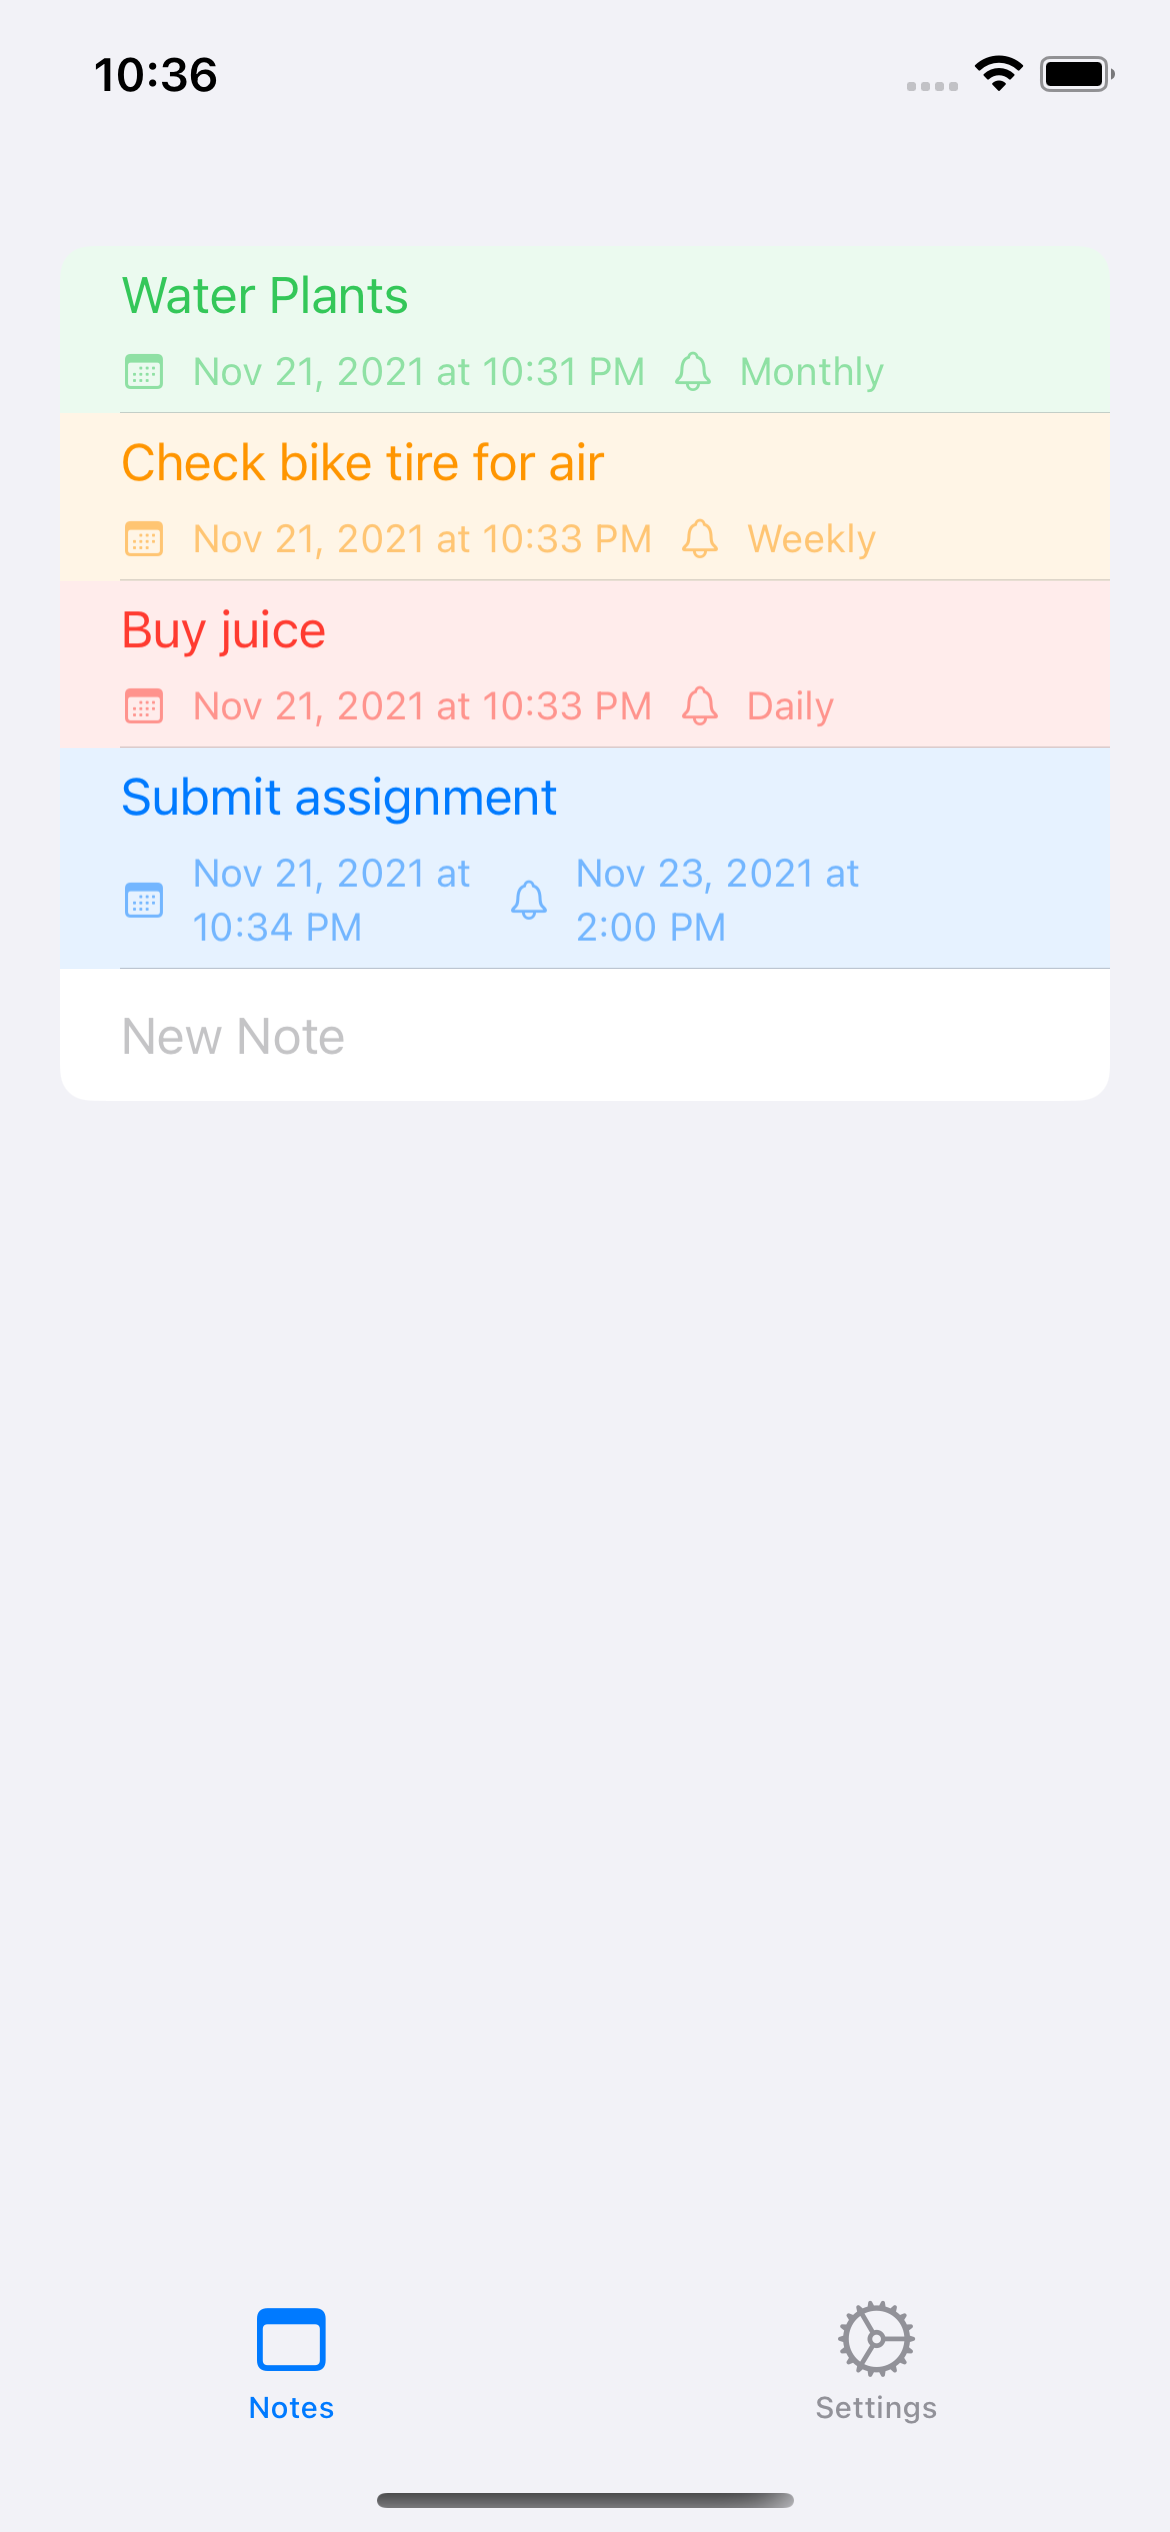 10:36
Water Plants
Nov 21, 2021 at 10:31 PM Monthly
Check bike tire for air
Nov 21, 2021 at 10:33 PM Weekly
Buy juice
Nov 21, 2021 at 10:33 PM Daily
Submit assignment
Nov 21, 2021 at 10:34 PM
Nov 23, 2021 at 2:00 PM
New Note
Notes
Settings